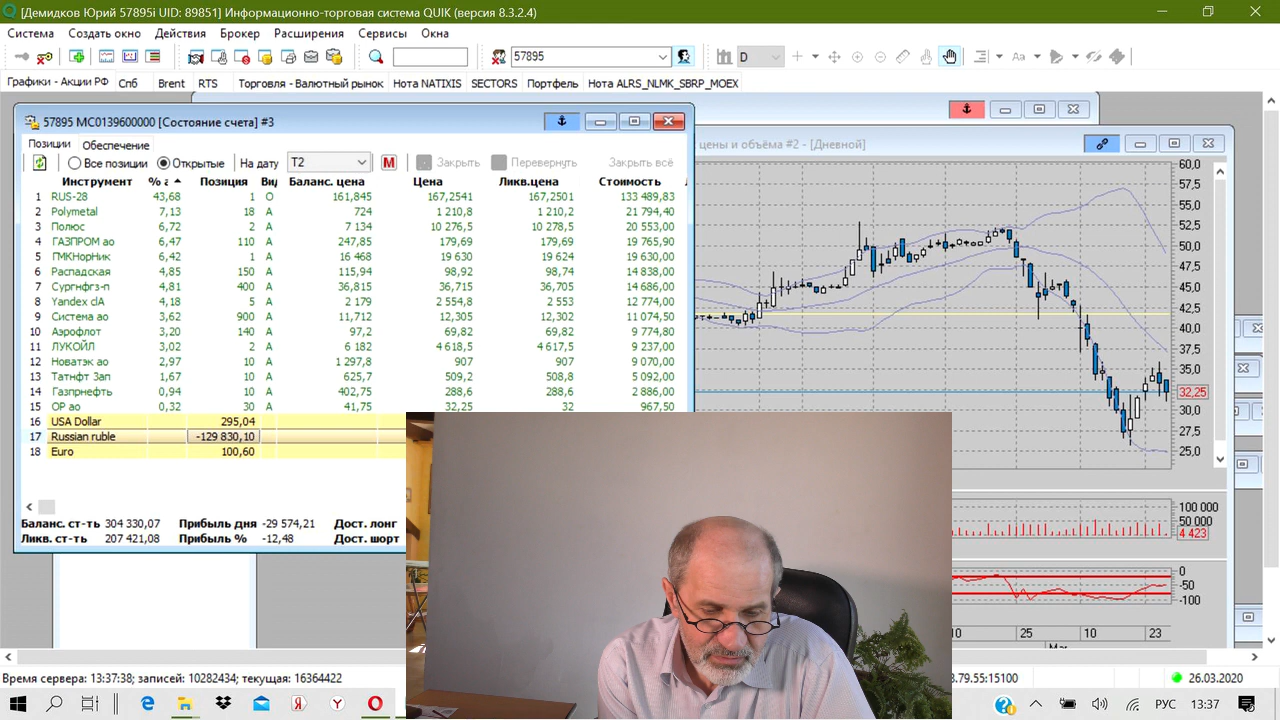 [Демидков Юрий 57895i UID: 89851] Информационно-торговая система QUIK (версия 8.3.2.4)
Система Создать окно Действия Брокер Расширения Сервисы Окна
57895 D Aa
Графики - Акции РФ Спб Brent RTS Торговля - Валютный рынок Нота NATIXIS SECTORS Портфель Нота ALRS_NLMK_SBRP_MOEX
57895 MC0139600000 [Состояние счета] #3
цены и объёма #2 - [Дневной]
Позиции Обеспечение
Все позиции Открытые На дату T2 M Закрыть Перевернуть Закрыть всё
Инструмент % Позиция Ви Баланс. цена Цена Ликв.цена Стоимость
1 RUS-28 43,68 1 О 161,845 167,2541 167,2501 133 489,83
2 Polymetal 7,13 18 А 724 1 210,8 1 210,2 21 794,40
3 Полюс 6,72 2 А 7 134 10 276,5 10 278,5 20 553,00
4 ГАЗПРОМ ао 6,47 110 А 247,85 179,69 179,69 19 765,90
5 ГМКНорНик 6,42 1 А 16 468 19 630 19 624 19 630,00
6 Распадская 4,85 150 А 115,94 98,92 98,74 14 838,00
7 Сургнфгз-п 4,81 400 А 36,815 36,715 36,705 14 686,00
8 Yandex clA 4,18 5 А 2 179 2 554,8 2 553 12 774,00
9 Система ао 3,62 900 А 11,712 12,305 12,302 11 074,50
10 Аэрофлот 3,20 140 А 97,2 69,82 69,82 9 774,80
11 ЛУКОЙЛ 3,02 2 А 6 182 4 618,5 4 617,5 9 237,00
12 Новатэк ао 2,97 10 А 1 297,8 907 907 9 070,00
13 Татнфт 3ап 1,67 10 А 625,7 509,2 508,8 5 092,00
14 Газпрнефть 0,94 10 А 402,75 288,6 288,6 2 886,00
15 ОР ао 0,32 30 А 41,75 32,25 32 967,50
16 USA Dollar 295,04
17 Russian ruble -129 830,10
18 Euro 100,60
Баланс. ст-ть 304 330,07 Прибыль дня -29 574,21 Дост. лонг
Ликв. ст-ть 207 421,08 Прибыль % -12,48 Дост. шорт
60,0
57,5
55,0
52,5
50,0
47,5
45,0
42,5
40,0
37,5
35,0
32,25
30,0
27,5
25,0
100 000
50 000
4 423
0
-50
-100
10 25 10 23
Время сервера: 13:37:38; записей: 10282434; текущая: 16364422
3.79.55:15100 26.03.2020
РУС 13:37